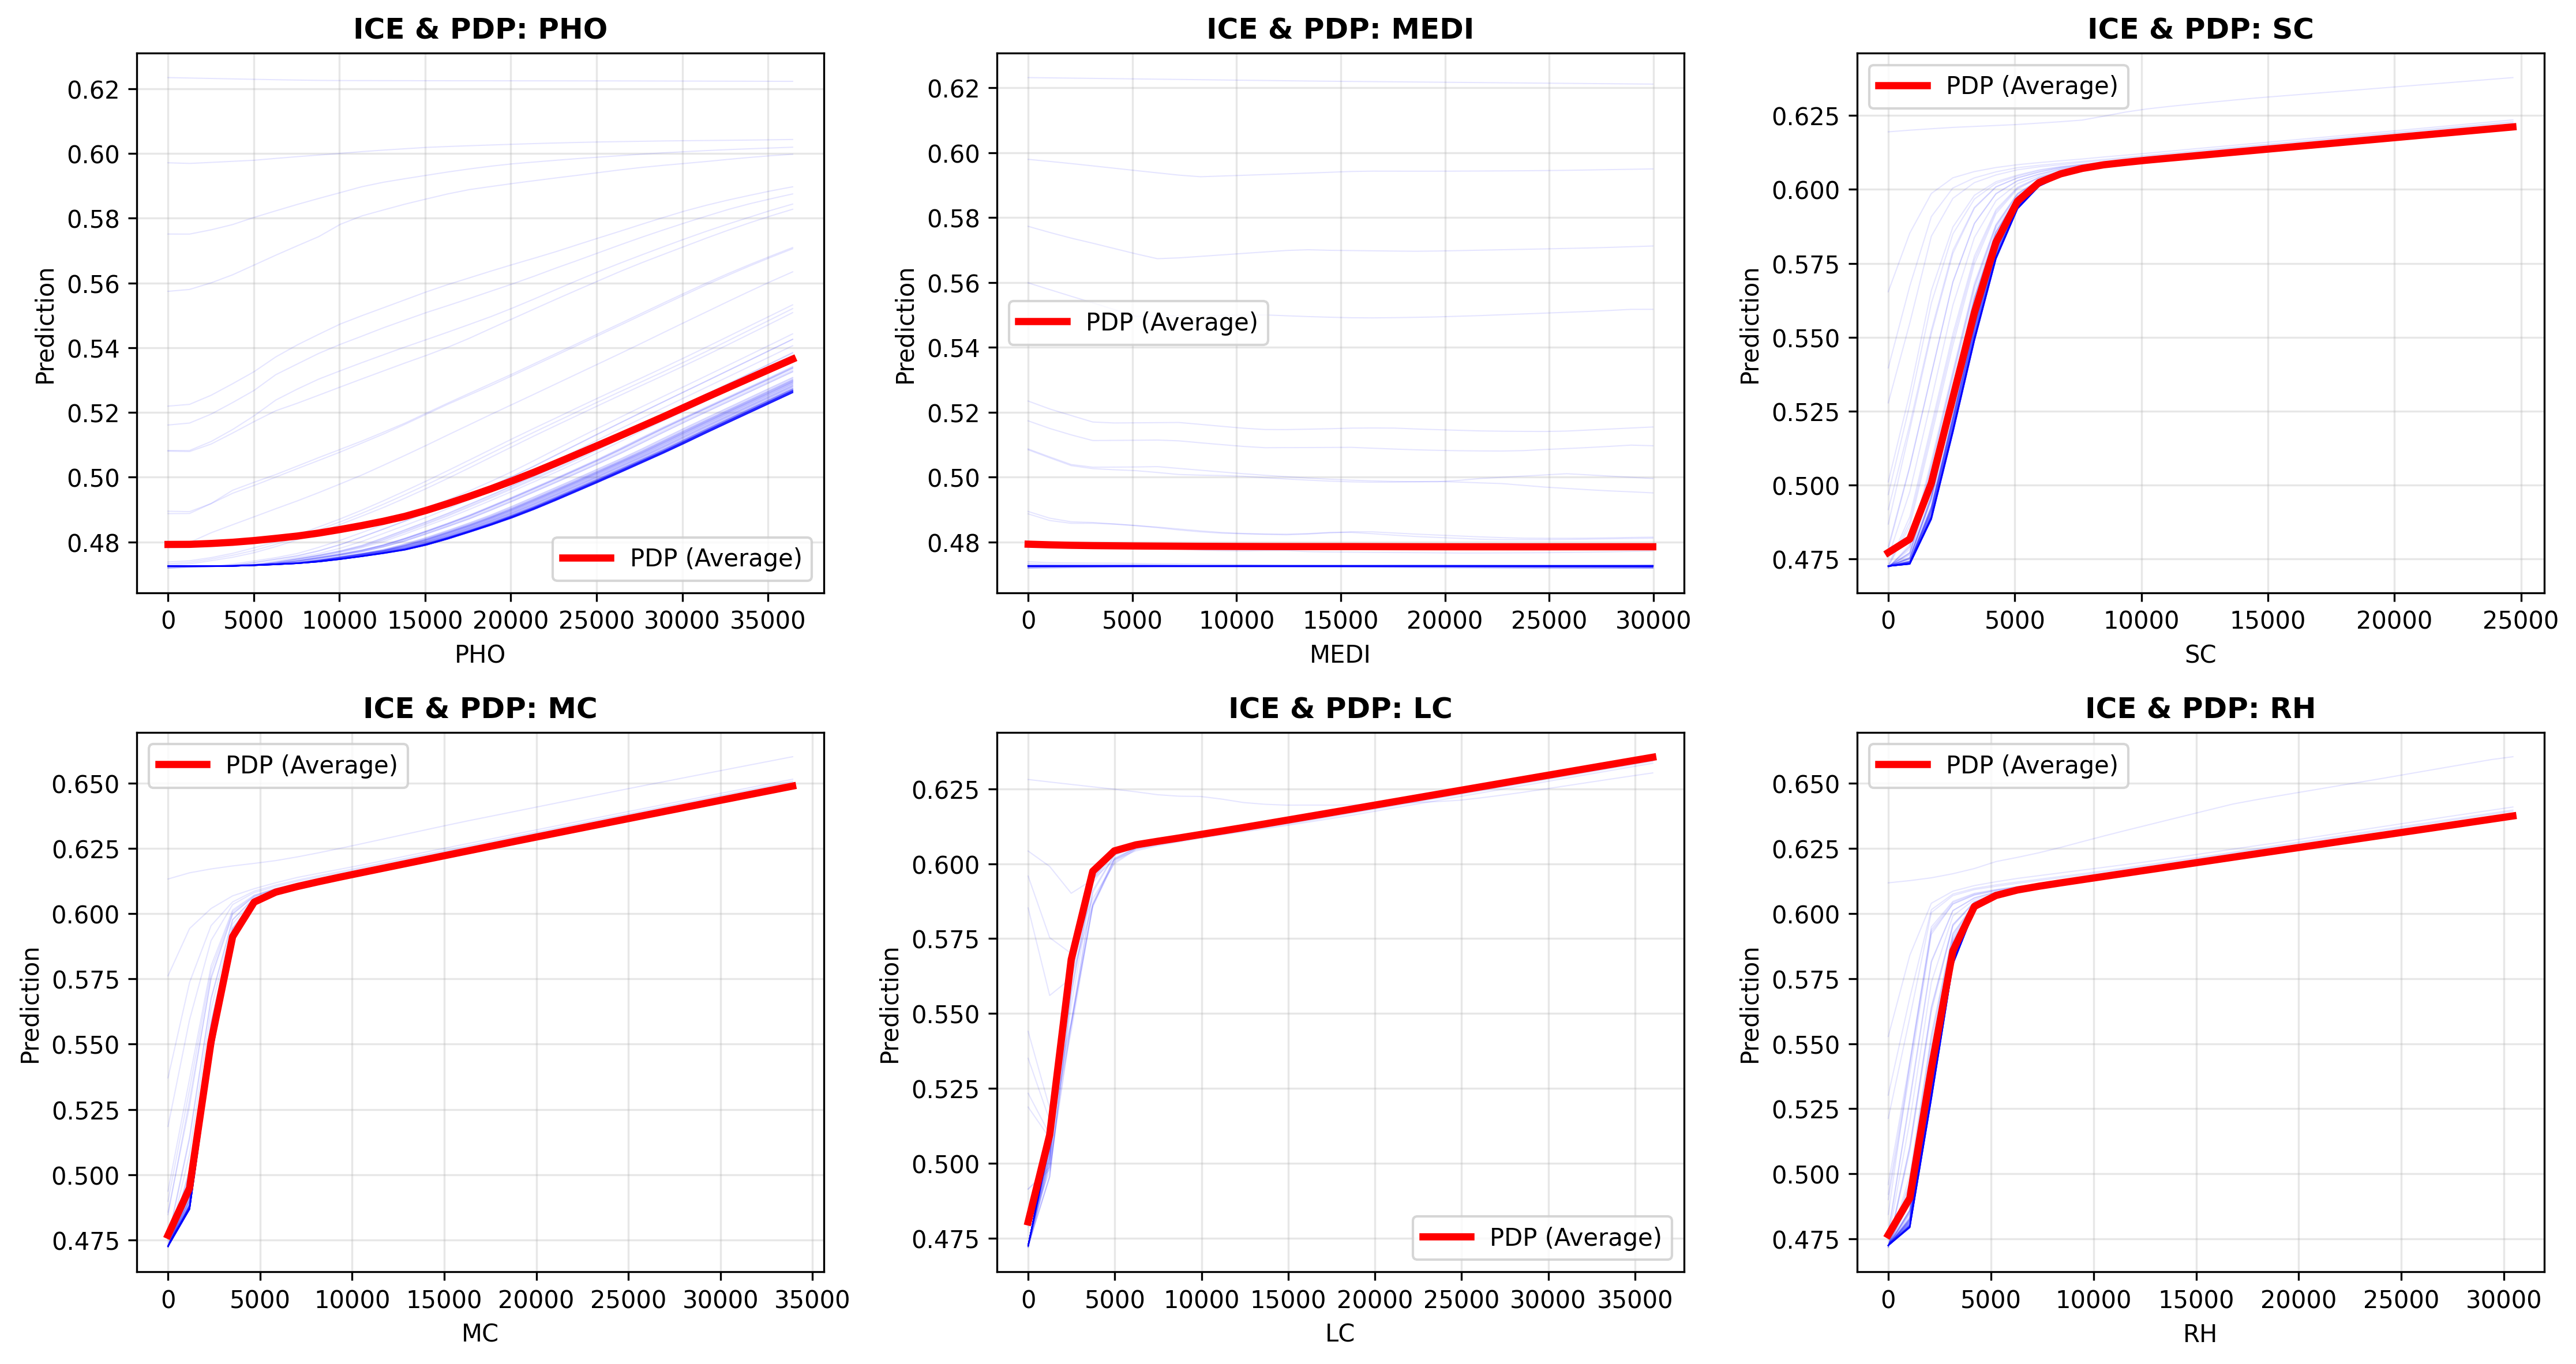 ICE & PDP: PHO
Prediction
0.62
0.60
0.58
0.56
0.54
0.52
0.50
0.48
PDP (Average)
0 5000 10000 15000 20000 25000 30000 35000
PHO
ICE & PDP: MEDI
Prediction
0.62
0.60
0.58
0.56
0.54
0.52
0.50
0.48
PDP (Average)
0 5000 10000 15000 20000 25000 30000
MEDI
ICE & PDP: SC
Prediction
0.625
0.600
0.575
0.550
0.525
0.500
0.475
PDP (Average)
0 5000 10000 15000 20000 25000
SC
ICE & PDP: MC
Prediction
0.650
0.625
0.600
0.575
0.550
0.525
0.500
0.475
PDP (Average)
0 5000 10000 15000 20000 25000 30000 35000
MC
ICE & PDP: LC
Prediction
0.625
0.600
0.575
0.550
0.525
0.500
0.475
PDP (Average)
0 5000 10000 15000 20000 25000 30000 35000
LC
ICE & PDP: RH
Prediction
0.650
0.625
0.600
0.575
0.550
0.525
0.500
0.475
PDP (Average)
0 5000 10000 15000 20000 25000 30000
RH